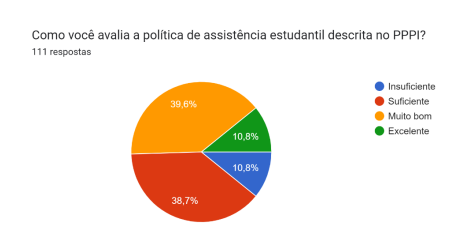 Como você avalia a política de assistência estudantil descrita no PPPI?
111 respostas
Insuficiente
Suficiente
Muito bom
Excelente
39,6%
10,8%
10,8%
38,7%